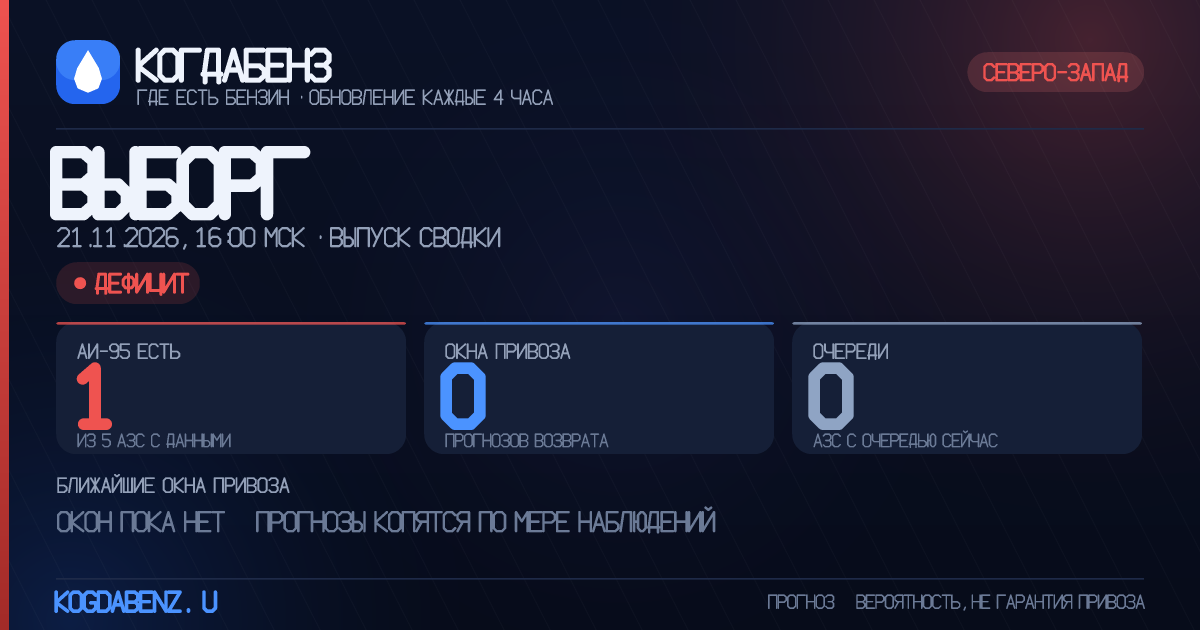 КОГДАБЕНЗ
ГДЕ ЕСТЬ БЕНЗИН · ОБНОВЛЕНИЕ КАЖДЫЕ 4 ЧАСА
СЕВЕРО-ЗАПАД
ВЫБОРГ
21.11.2026, 16:00 МСК · ВЫПУСК СВОДКИ
ДЕФИЦИТ
АИ-95 ЕСТЬ
1
ИЗ 5 АЗС С ДАННЫМИ
ОКНА ПРИВОЗА
0
ПРОГНОЗОВ ВОЗВРАТА
ОЧЕРЕДИ
0
АЗС С ОЧЕРЕДЬЮ СЕЙЧАС
БЛИЖАЙШИЕ ОКНА ПРИВОЗА
ОКОН ПОКА НЕТ ПРОГНОЗЫ КОПЯТСЯ ПО МЕРЕ НАБЛЮДЕНИЙ
KOGDABENZ. U
ПРОГНОЗ ВЕРОЯТНОСТЬ, НЕ ГАРАНТИЯ ПРИВОЗА